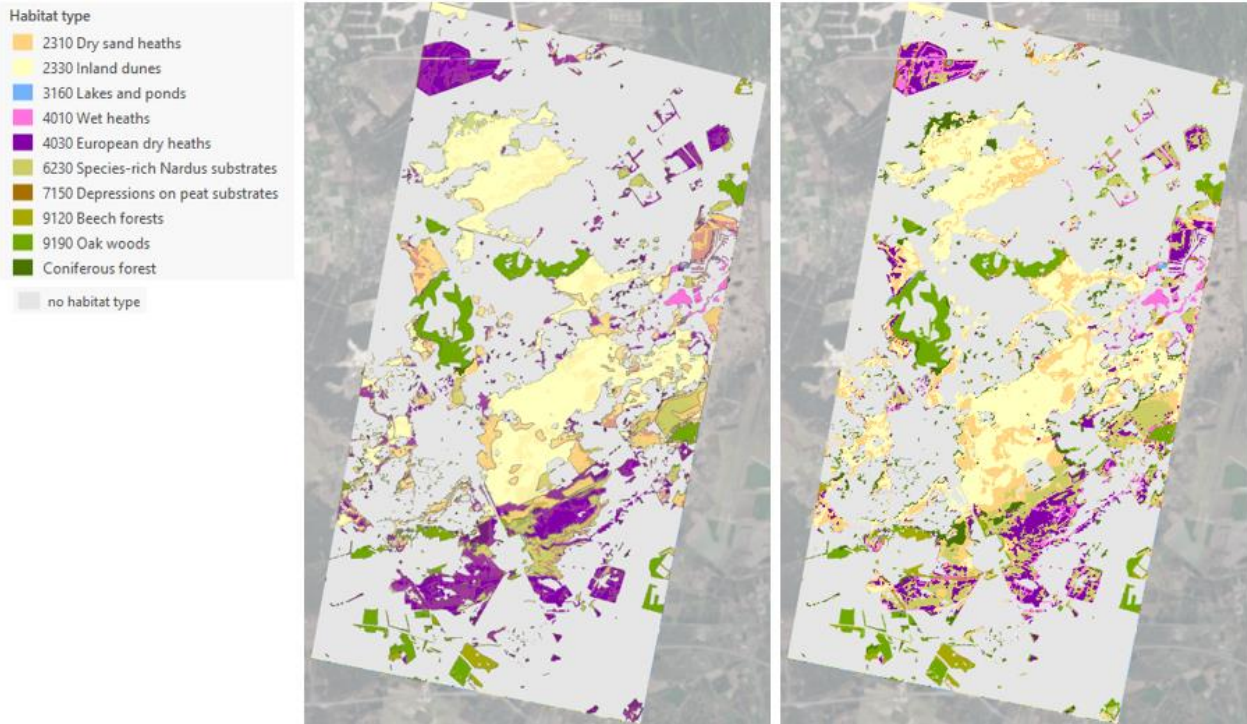 Habitat type
2310 Dry sand heaths
2330 Inland dunes
3160 Lakes and ponds
4010 Wet heaths
4030 European dry heaths
6230 Species-rich Nardus substrates
7150 Depressions on peat substrates
9120 Beech forests
9190 Oak woods
Coniferous forest
no habitat type